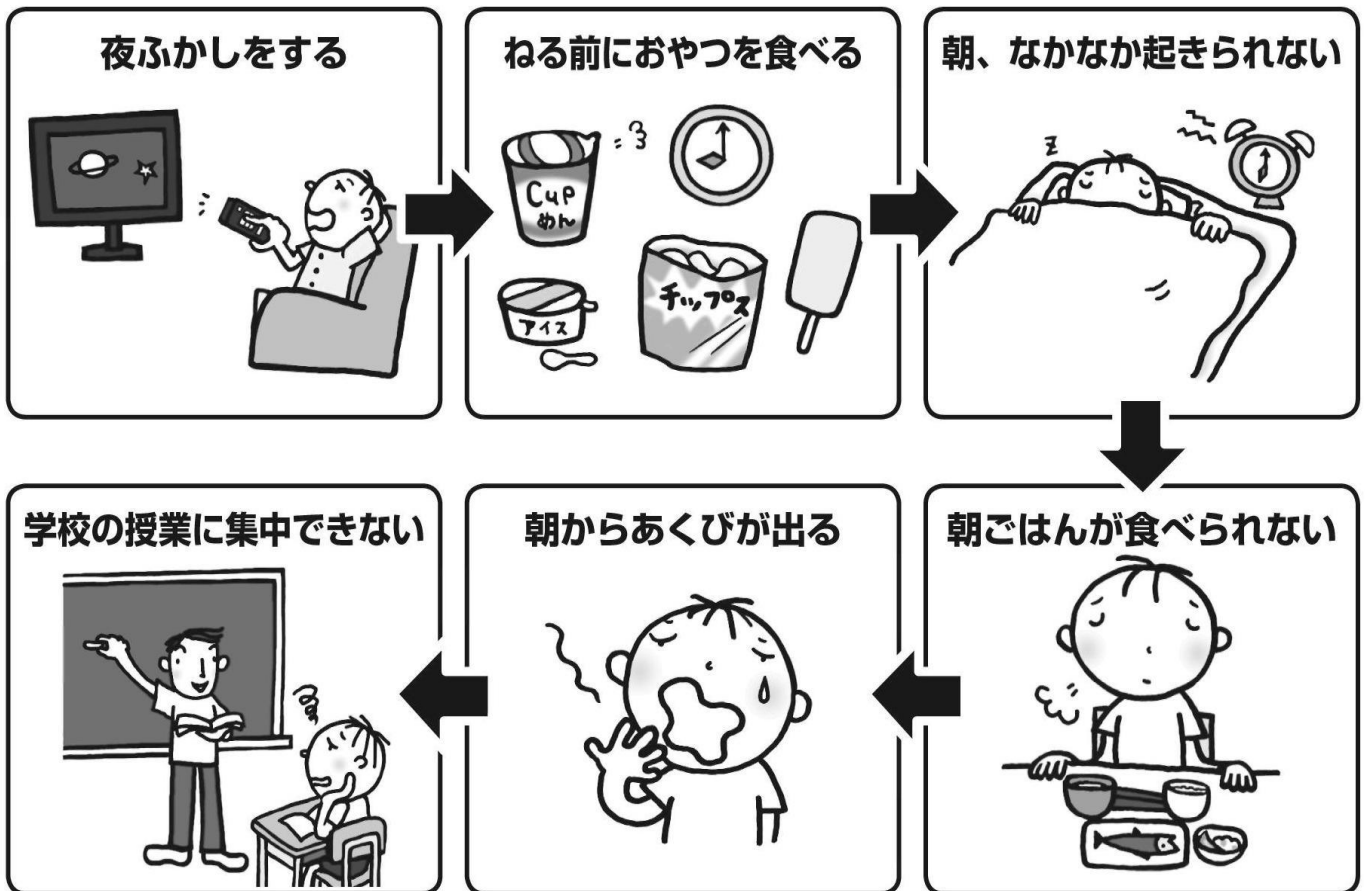 夜ふかしをする
ねる前におやつを食べる
Cup
めん
アイス
チップス
朝、なかなか起きられない
z
朝ごはんが食べられない
朝からあくびが出る
学校の授業に集中できない